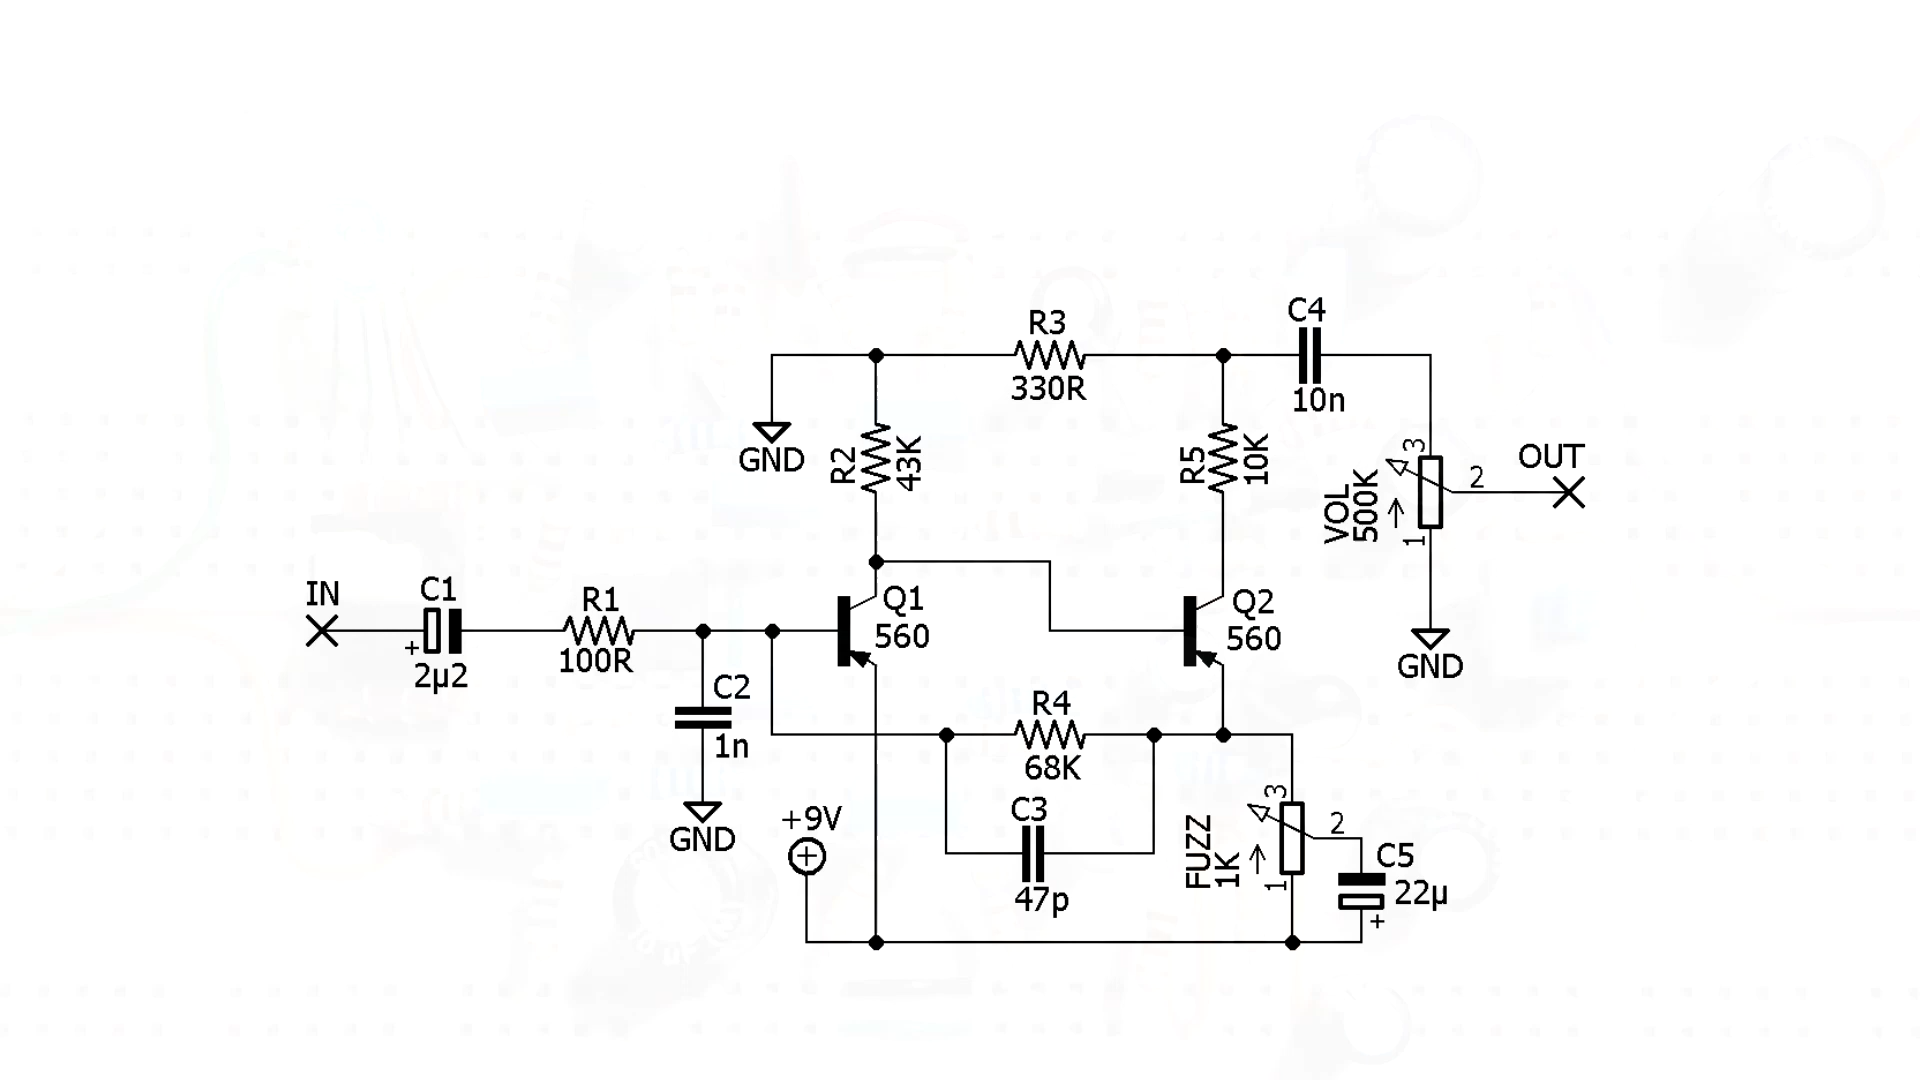 C4
R3
330R
10n
GND
R2
43K
R5
10K
3
VOL
500K
1
2
OUT
IN
C1
+
2µ2
R1
100R
Q1
560
Q2
560
GND
C2
1n
GND
R4
68K
C3
47p
+9V
FUZZ
1K
3
2
1
C5
22µ
+